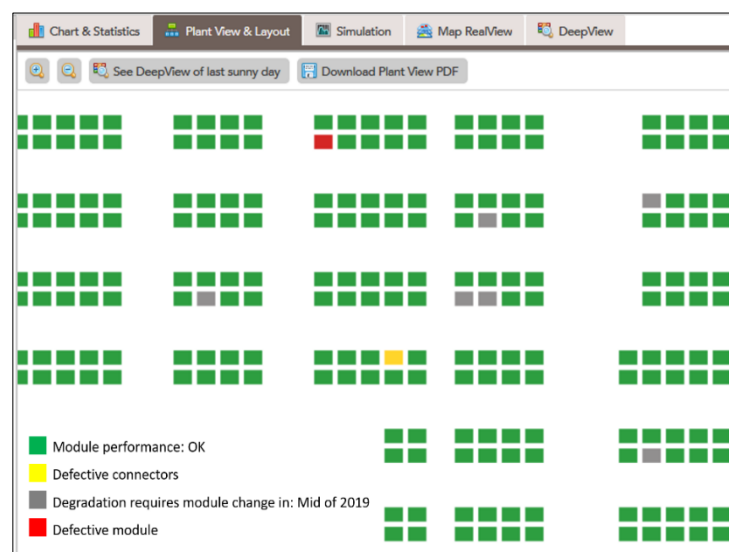 Chart & Statistics Plant View & Layout Simulation Map RealView DeepView
See DeepView of last sunny day Download Plant View PDF
Module performance: OK
Defective connectors
Degradation requires module change in: Mid of 2019
Defective module